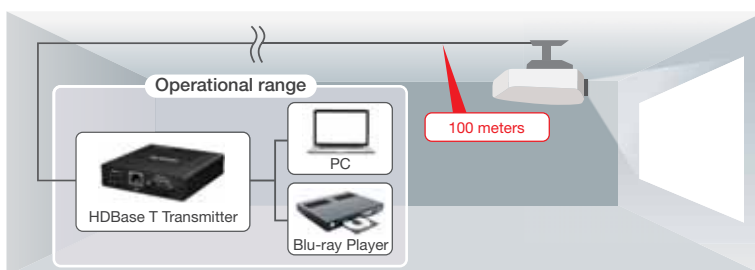 Operational range
100 meters
PC
HDBase T Transmitter
Blu-ray Player